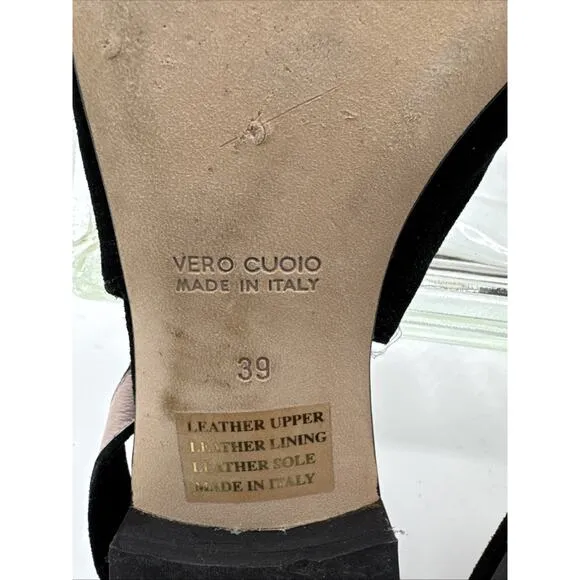 VERO CUOIO
MADE IN ITALY
39
LEATHER UPPER
LEATHER LINING
LEATHER SOLE
MADE IN ITALY